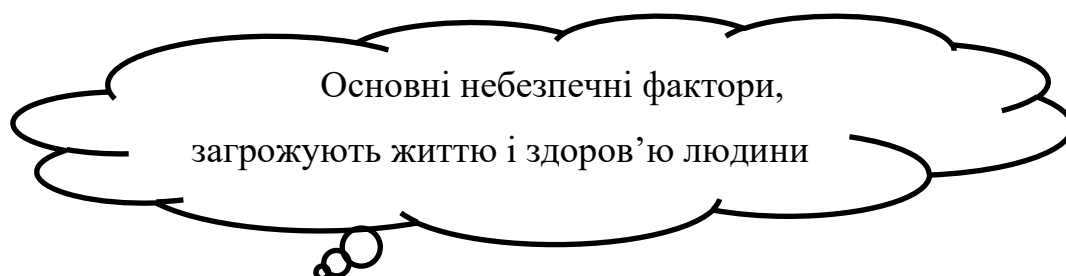 Основні небезпечні фактори,
загрожують життю і здоров’ю людини